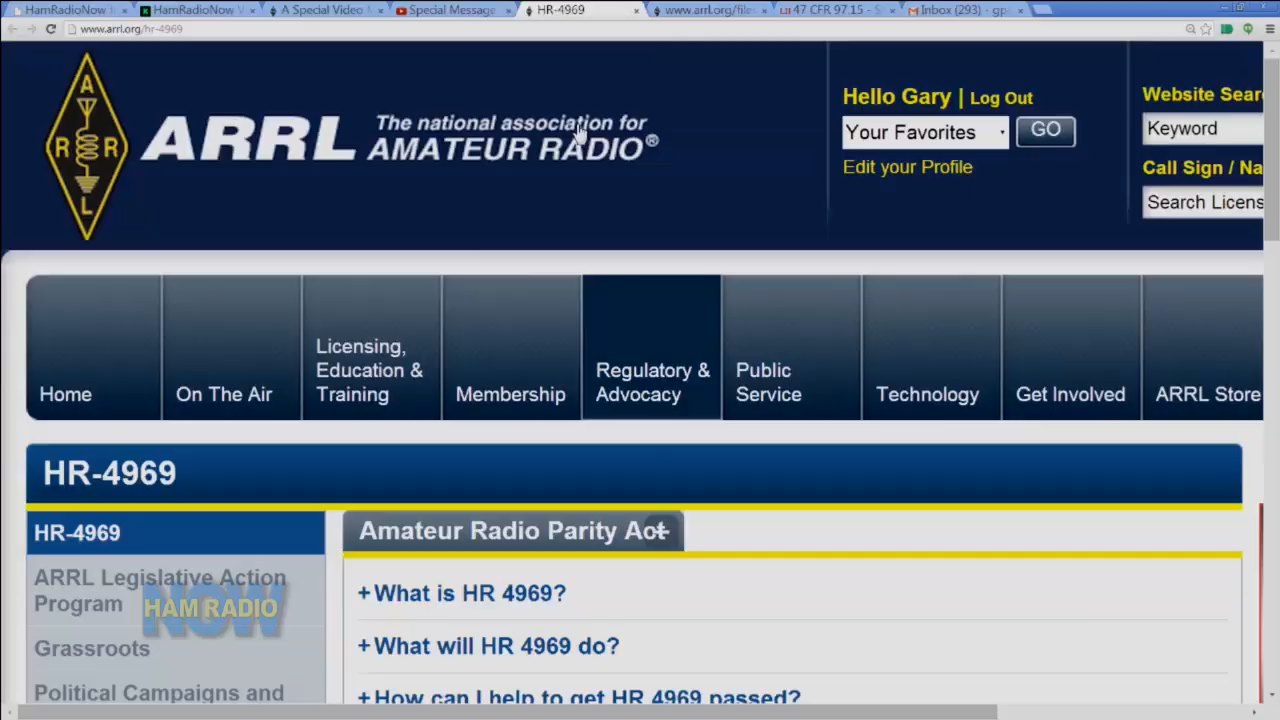 HamRadioNow
HamRadioNow
A Special Video
Special Message
HR-4969
www.arrl.org/file
47 CFR 97.15 - S
Inbox (293) - gp
www.arrl.org/hr-4969
A
R R
L
ARRL The national association for
AMATEUR RADIO®
Hello Gary | Log Out
Your Favorites
GO
Edit your Profile
Website Sear
Keyword
Call Sign / Na
Search Licens
Home
On The Air
Licensing,
Education &
Training
Membership
Regulatory &
Advocacy
Public
Service
Technology
Get Involved
ARRL Store
HR-4969
HR-4969
ARRL Legislative Action
Program
Grassroots
Political Campaigns and
NOW
HAM RADIO
Amateur Radio Parity Act
+What is HR 4969?
+What will HR 4969 do?
+How can I help to get HR 4969 passed?